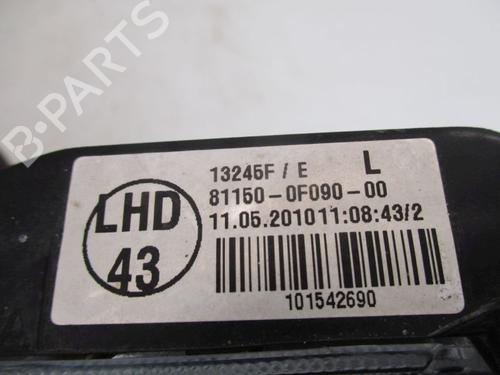 B-Parts
13245F / E L
81150-0F090-00
11.05.2010 11:08:43/2
LHD
43
101542690